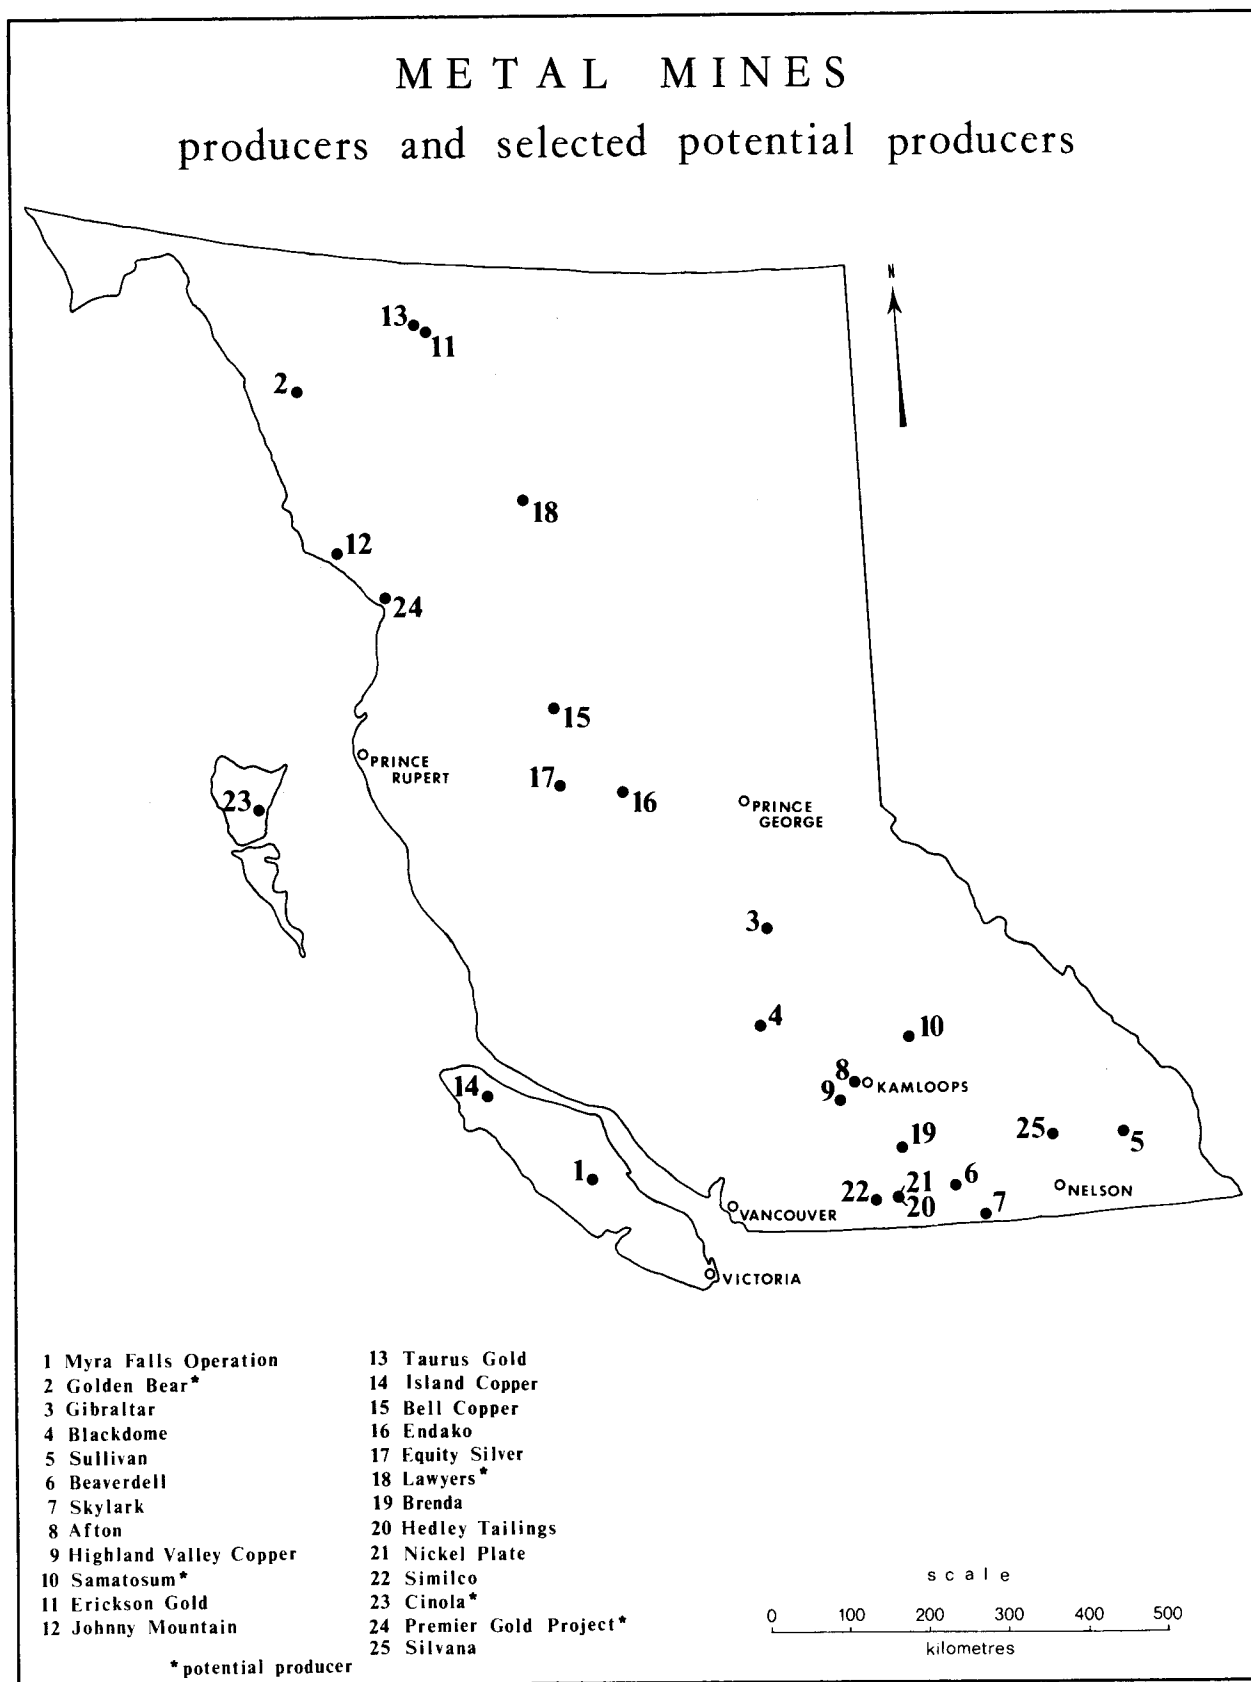 METAL MINES
producers and selected potential producers
N
13
11
2
18
12
24
15
PRINCE
RUPERT
17
16
23
PRINCE
GEORGE
3
4
10
8
KAMLOOPS
9
14
19
25
5
1
21
6
22
20
7
NELSON
VANCOUVER
VICTORIA
1 Myra Falls Operation
2 Golden Bear*
3 Gibraltar
4 Blackdome
5 Sullivan
6 Beaverdell
7 Skylark
8 Afton
9 Highland Valley Copper
10 Samatosum*
11 Erickson Gold
12 Johnny Mountain
13 Taurus Gold
14 Island Copper
15 Bell Copper
16 Endako
17 Equity Silver
18 Lawyers*
19 Brenda
20 Hedley Tailings
21 Nickel Plate
22 Similco
23 Cinola*
24 Premier Gold Project*
25 Silvana
*potential producer
scale
0 100 200 300 400 500
kilometres